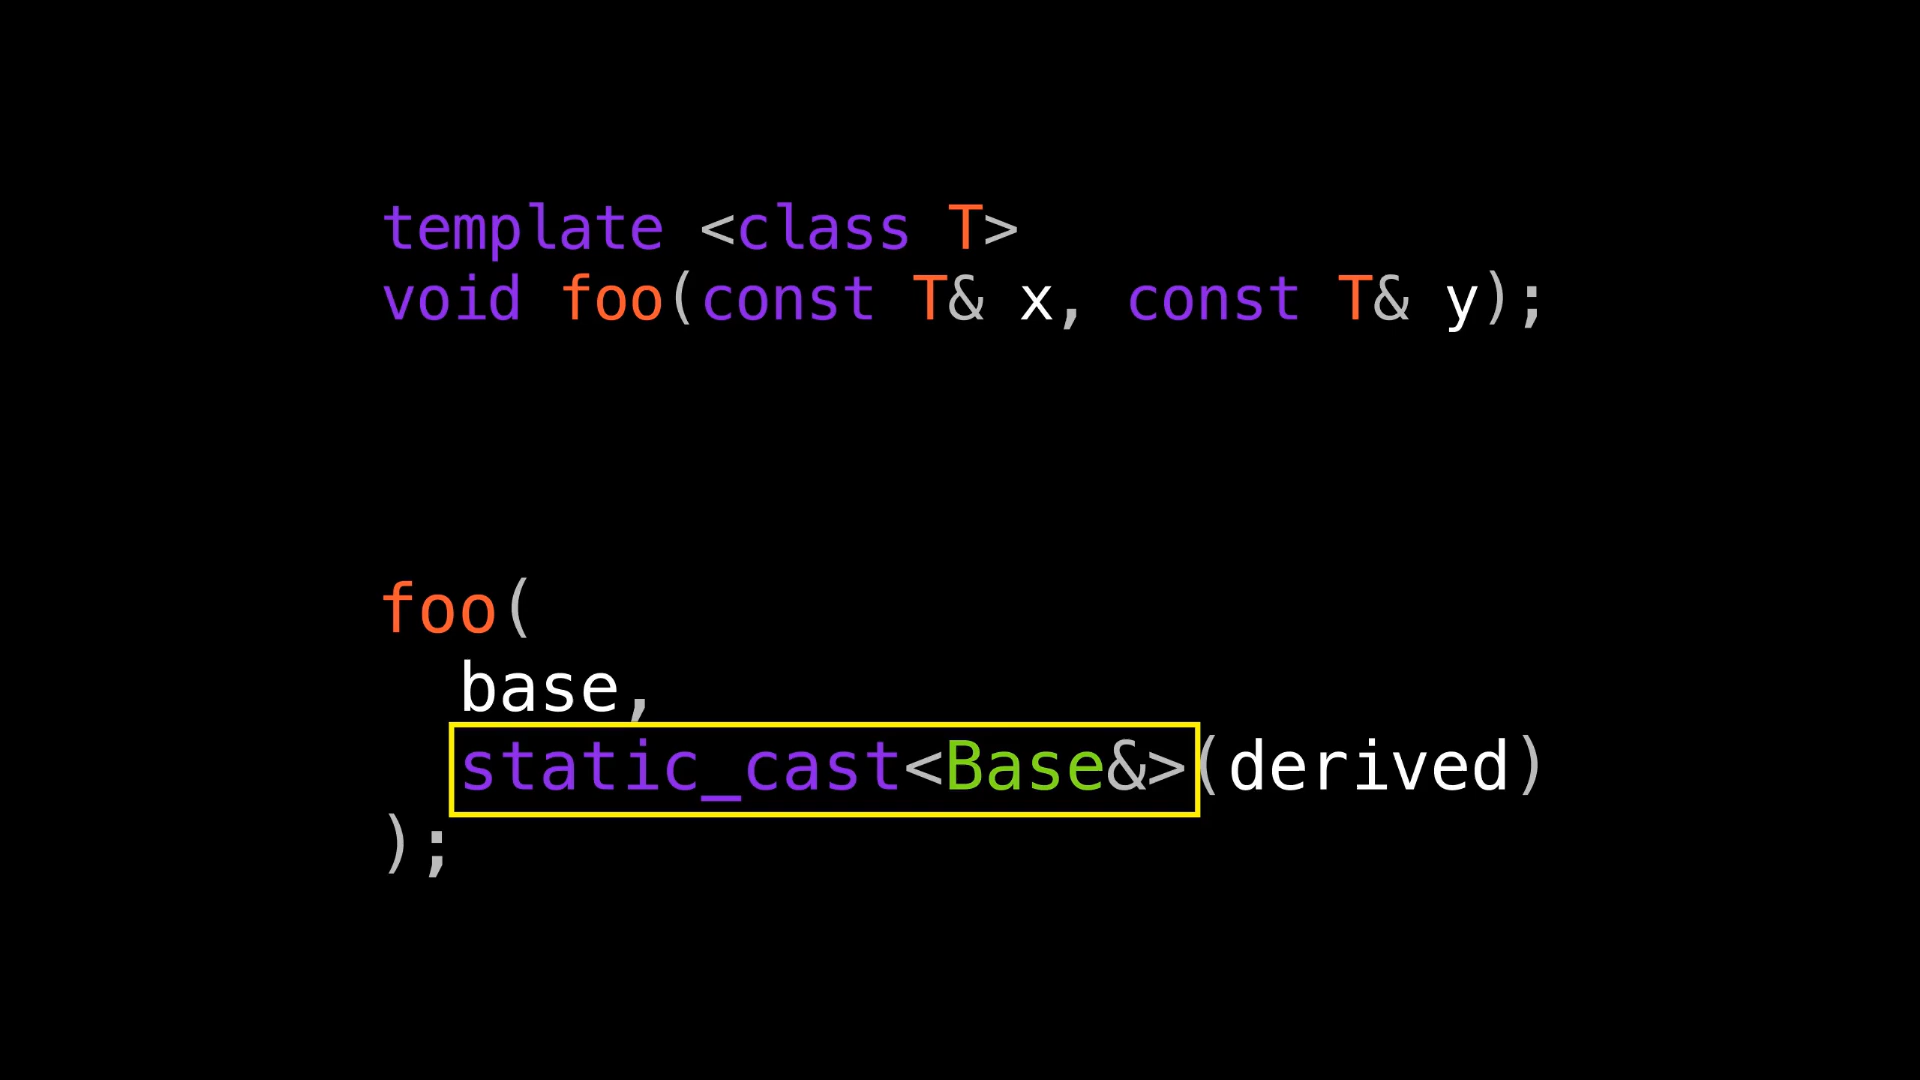 template <class T>
void foo(const T& x, const T& y);
foo(
  base,
  static_cast<Base&>(derived)
);